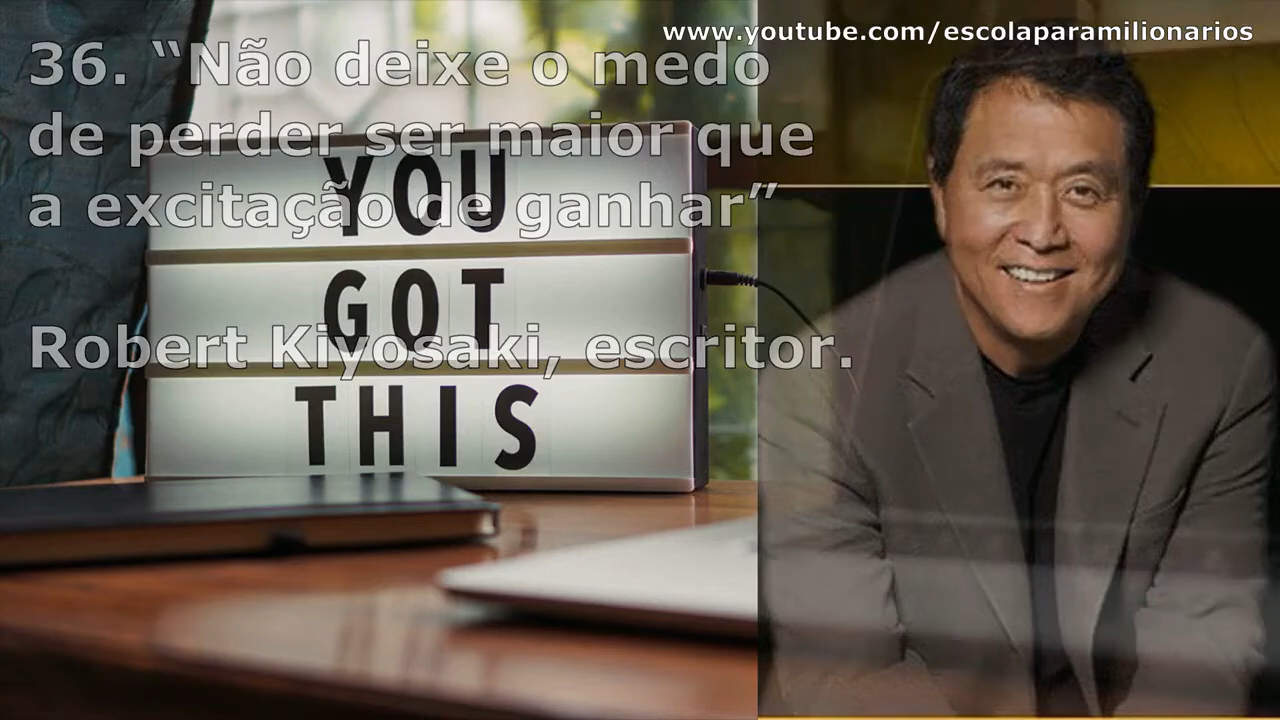 www.youtube.com/escolaparamilionarios
36. “Não deixe o medo
de perder ser maior que
a excitação de ganhar”
Robert Kiyosaki, escritor.
YOU
GOT
THIS